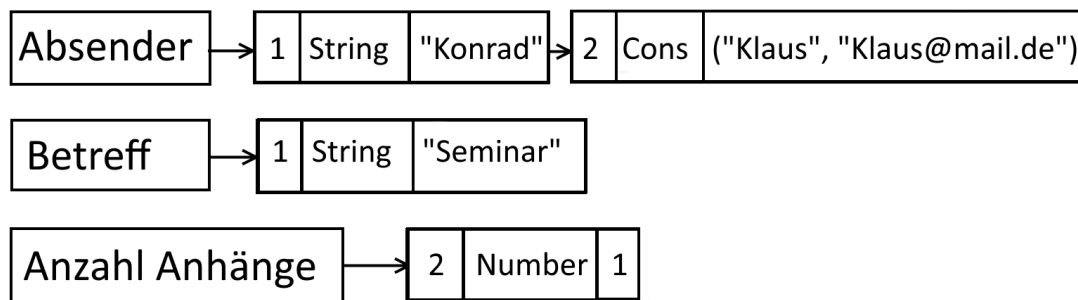 Absender 1 String "Konrad" 2 Cons ("Klaus", "Klaus@mail.de")
Betreff 1 String "Seminar"
Anzahl Anhänge 2 Number 1